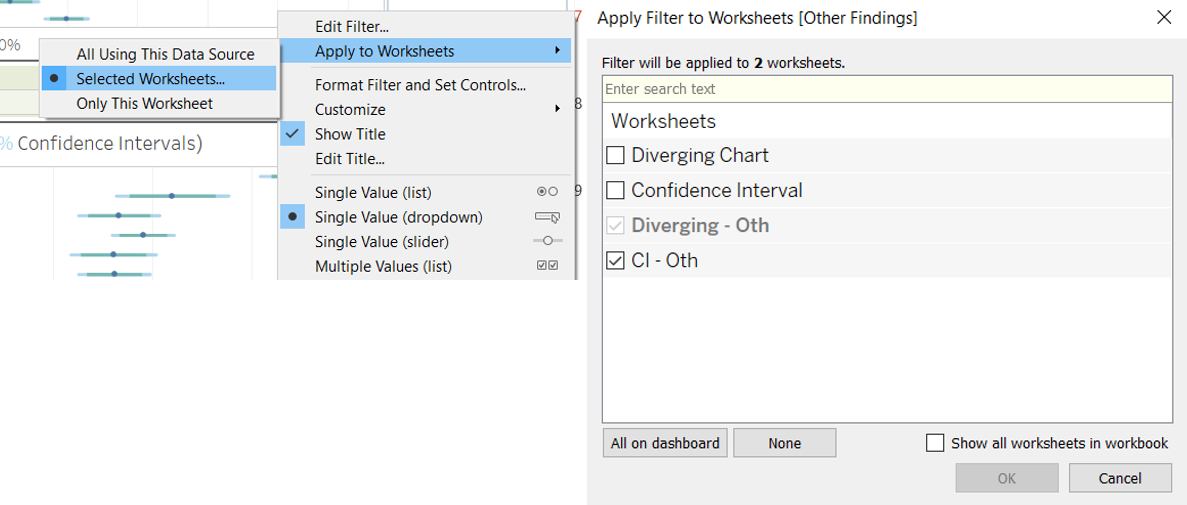 0%
All Using This Data Source
Selected Worksheets...
Only This Worksheet
% Confidence Intervals)
Edit Filter...
Apply to Worksheets
Format Filter and Set Controls...
Customize
Show Title
Edit Title...
Single Value (list)
Single Value (dropdown)
Single Value (slider)
Multiple Values (list)
7
8
9
Apply Filter to Worksheets [Other Findings]
Filter will be applied to 2 worksheets.
Enter search text
Worksheets
Diverging Chart
Confidence Interval
Diverging - Oth
CI - Oth
All on dashboard
None
Show all worksheets in workbook
OK
Cancel